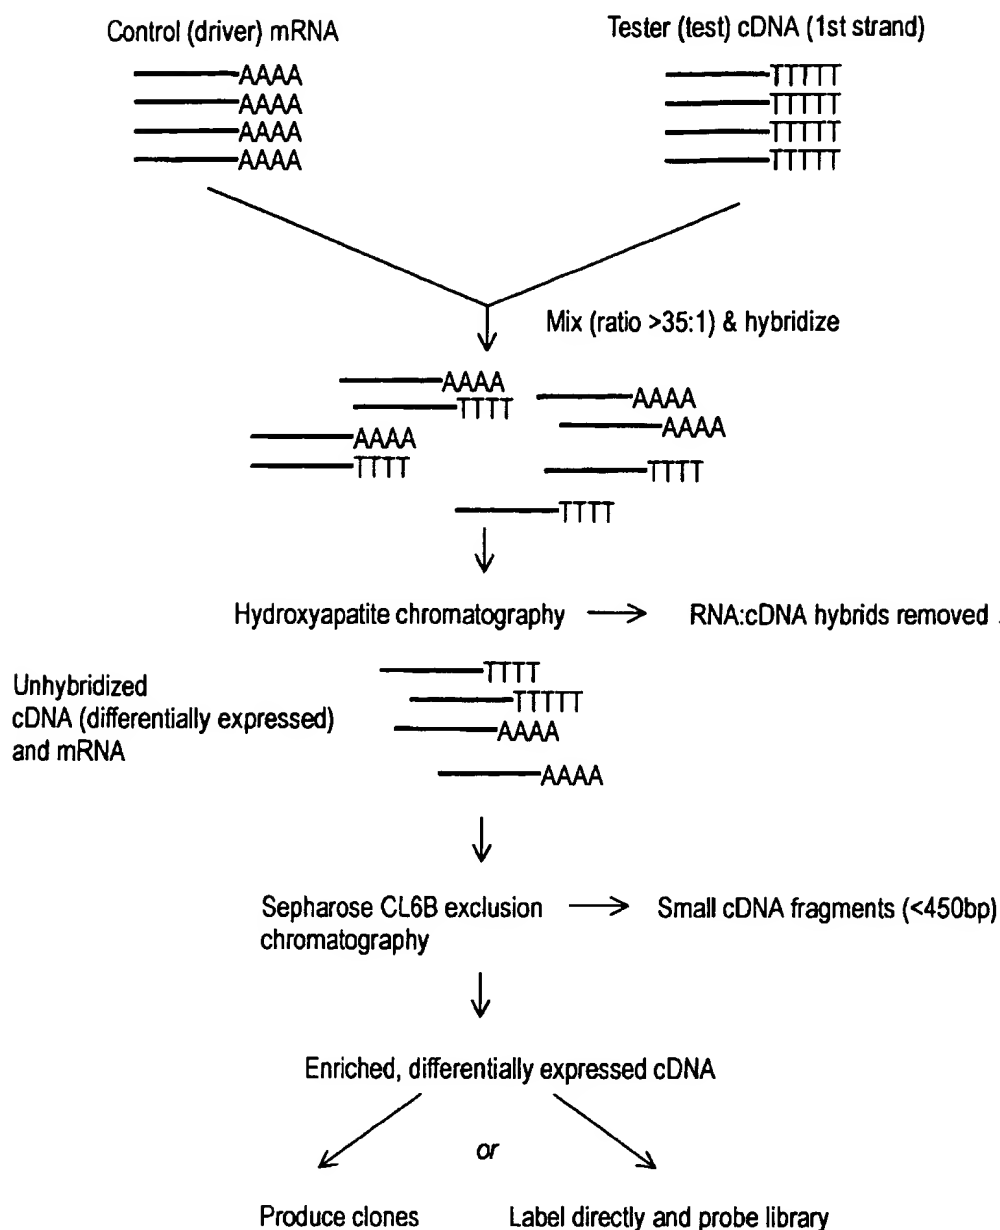 Control (driver) mRNA
Tester (test) cDNA (1st strand)
AAAA
TTTTT
AAAA
TTTTT
AAAA
TTTTT
AAAA
TTTTT
Mix (ratio >35:1) & hybridize
AAAA
TTTT
AAAA
AAAA
AAAA
TTTT
TTTT
TTTT
Hydroxyapatite chromatography
RNA:cDNA hybrids removed .
Unhybridized
cDNA (differentially expressed)
and mRNA
TTTT
TTTTT
AAAA
AAAA
Sepharose CL6B exclusion
chromatography
Small cDNA fragments (<450bp)
Enriched, differentially expressed cDNA
or
Produce clones
Label directly and probe library